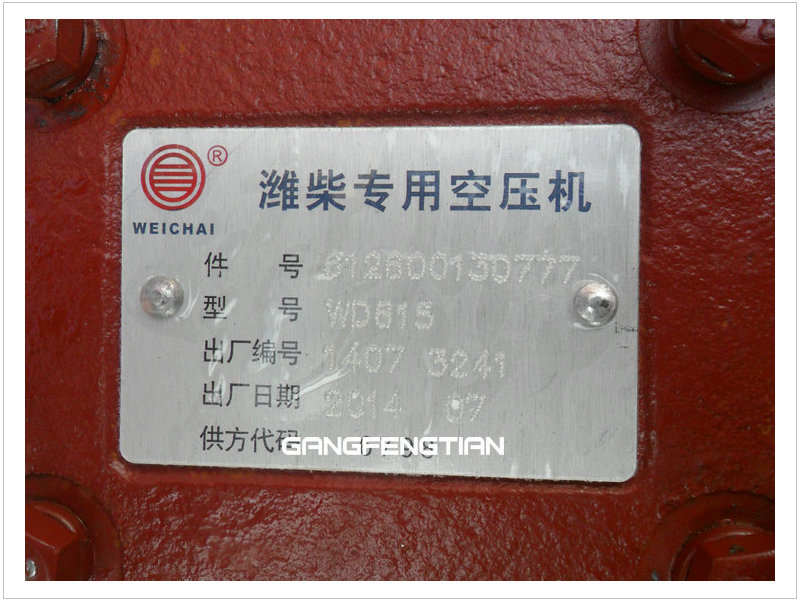 ® 潍柴专用空压机
WEICHAI
件 号 612600130777
型 号 WD615
出厂编号 1407 3241
出厂日期 2014 07
供方代码
GANGFENGTIAN